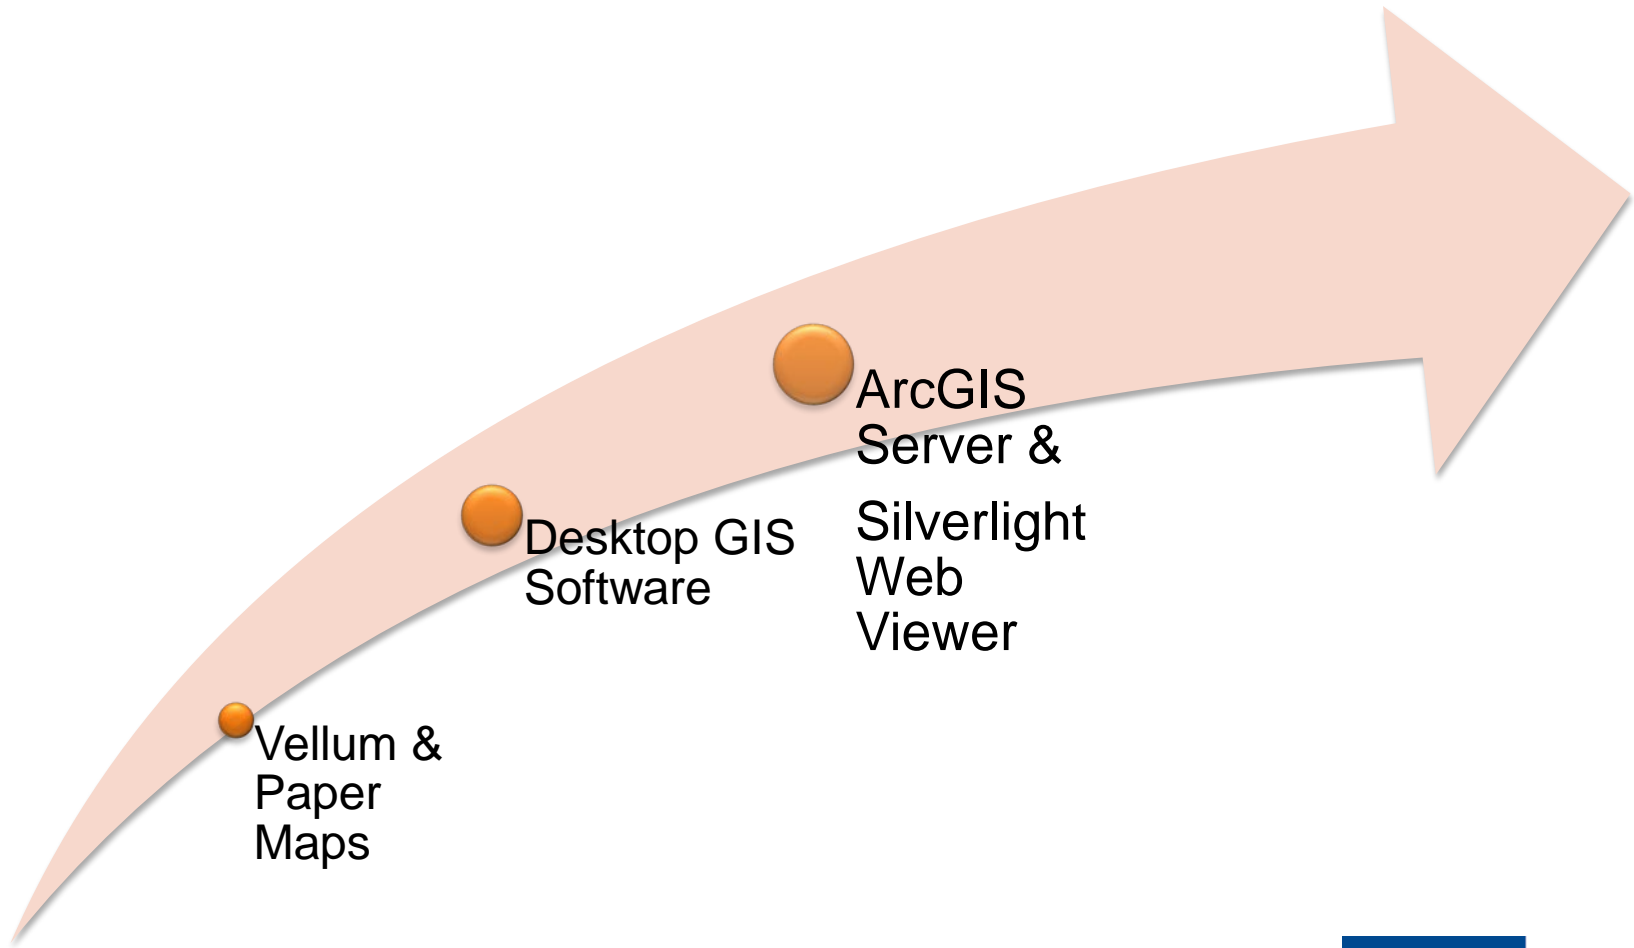 Vellum &
Paper
Maps
Desktop GIS
Software
ArcGIS
Server &
Silverlight
Web
Viewer